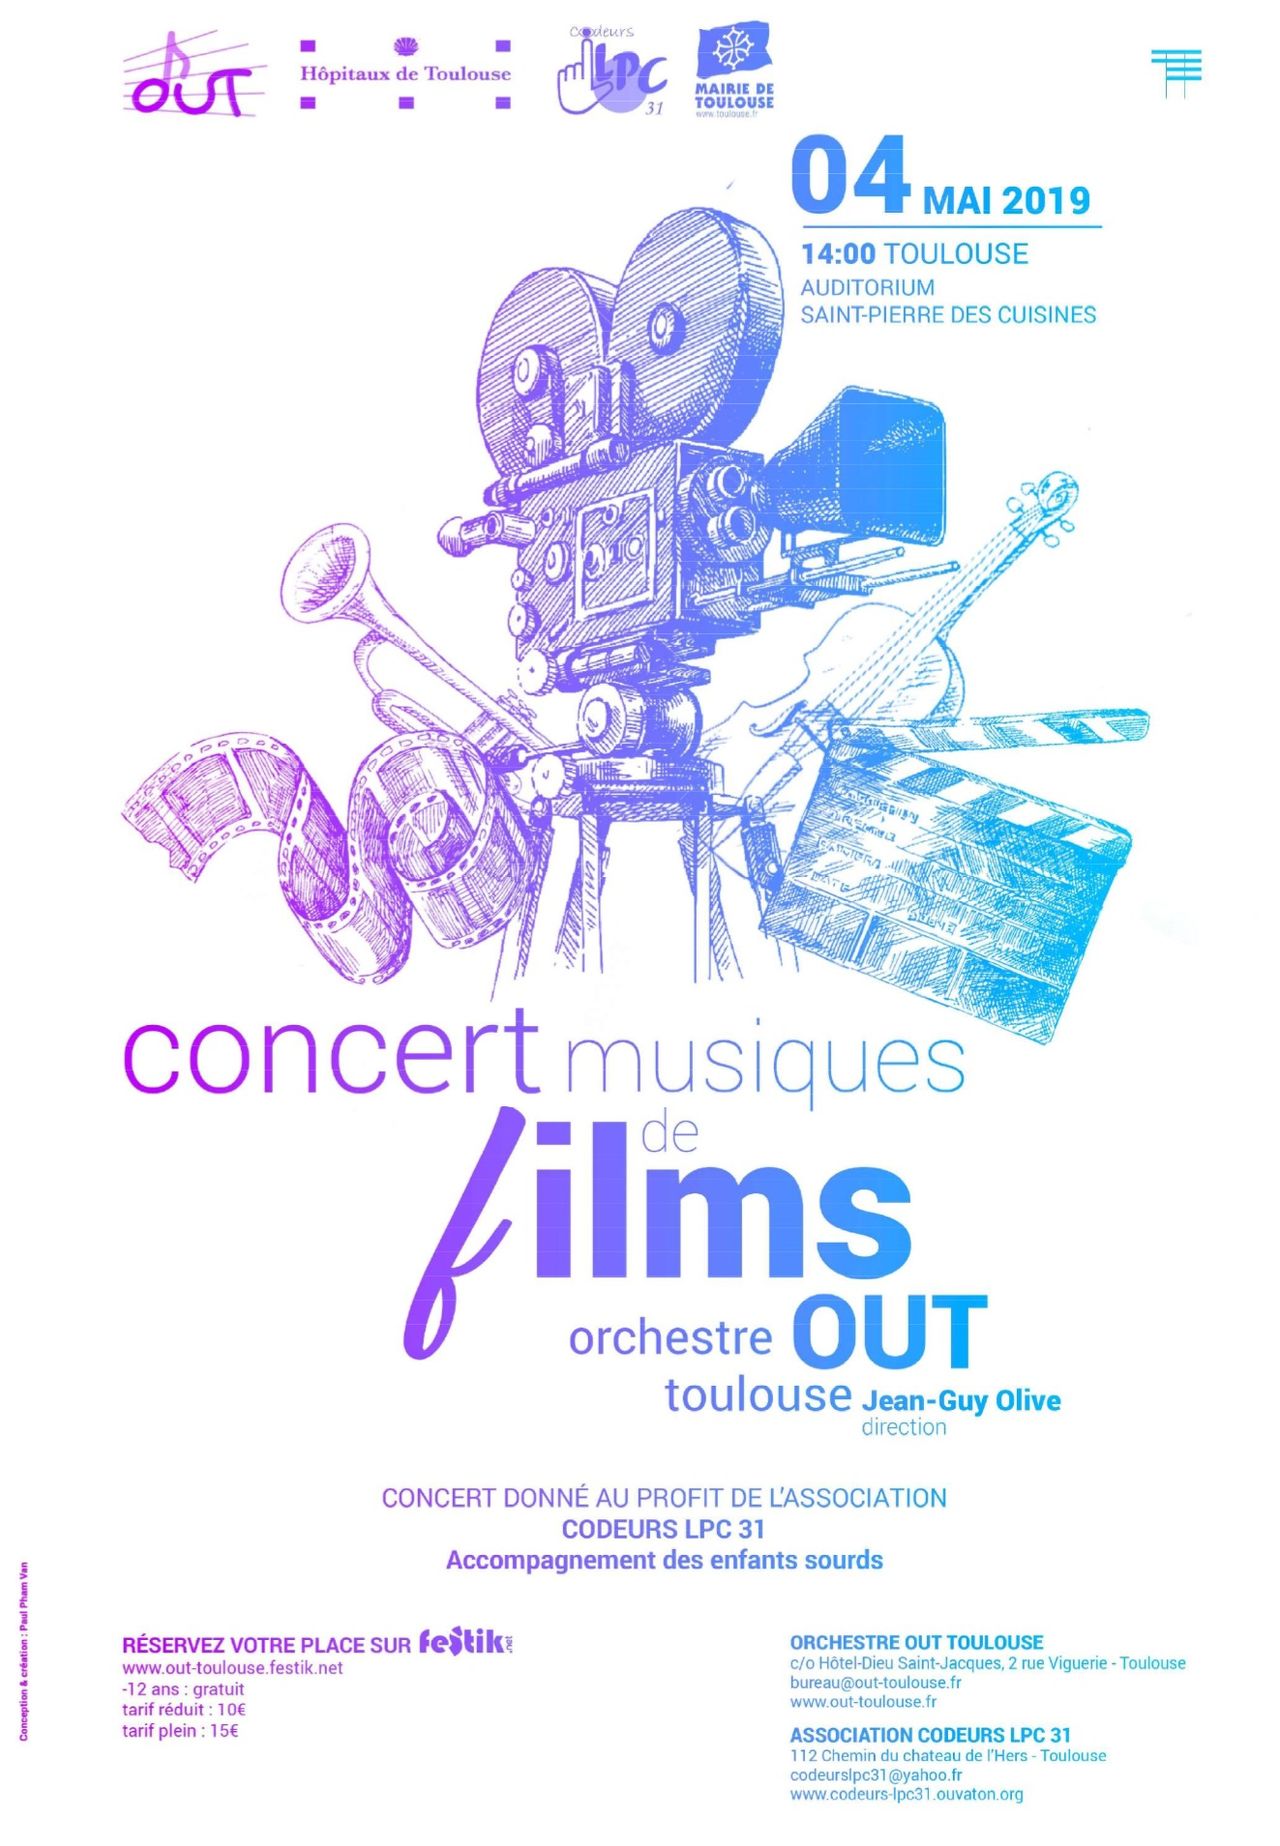 OUT
Hôpitaux de Toulouse
Coodeurs
LPC
31
MAIRIE DE
TOULOUSE
www.toulouse.fr
04 MAI 2019
14:00 TOULOUSE
AUDITORIUM
SAINT-PIERRE DES CUISINES
concert musiques
de
films
orchestre OUT
toulouse Jean-Guy Olive
direction
CONCERT DONNÉ AU PROFIT DE L'ASSOCIATION
CODEURS LPC 31
Accompagnement des enfants sourds
Conception & création : Paul Pham Van
RÉSERVEZ VOTRE PLACE SUR festik.net
www.out-toulouse.festik.net
-12 ans : gratuit
tarif réduit : 10€
tarif plein : 15€
ORCHESTRE OUT TOULOUSE
c/o Hôtel-Dieu Saint-Jacques, 2 rue Viguerie - Toulouse
bureau@out-toulouse.fr
www.out-toulouse.fr
ASSOCIATION CODEURS LPC 31
112 Chemin du chateau de l'Hers - Toulouse
codeurslpc31@yahoo.fr
www.codeurs-lpc31.ouvaton.org